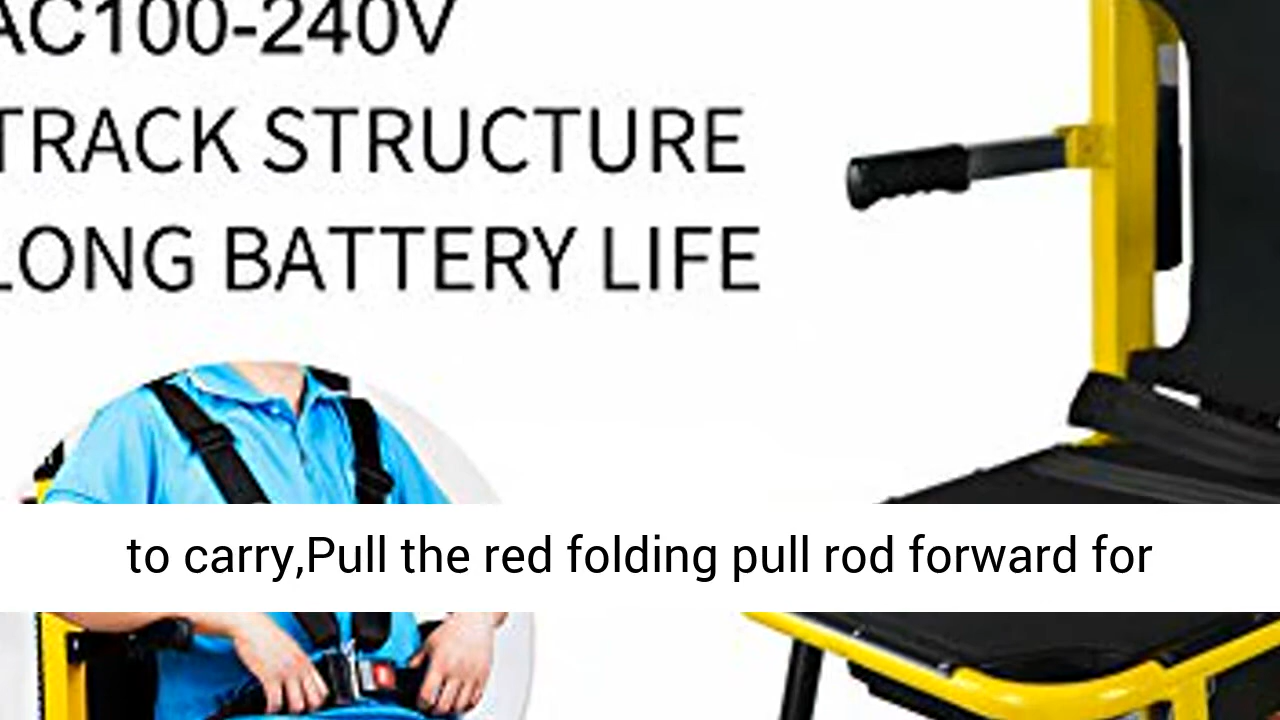 AC100-240V
TRACK STRUCTURE
LONG BATTERY LIFE
to carry,Pull the red folding pull rod forward for